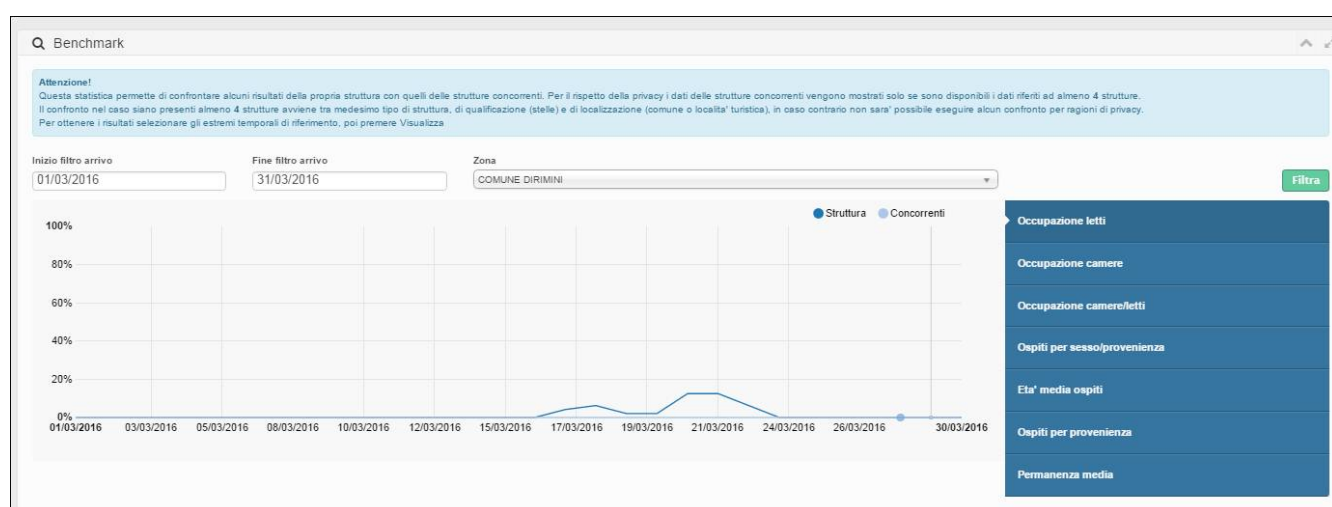 Benchmark
Attenzione!
Questa statistica permette di confrontare alcuni risultati della propria struttura con quelli delle strutture concorrenti. Per il rispetto della privacy i dati delle strutture concorrenti vengono mostrati solo se sono disponibili i dati riferiti ad almeno 4 strutture.
Il confronto nel caso siano presenti almeno 4 strutture avviene tra medesimo tipo di struttura, di qualificazione (stelle) e di localizzazione (comune o localita' turistica), in caso contrario non sara' possibile eseguire alcun confronto per ragioni di privacy.
Per ottenere i risultati selezionare gli estremi temporali di riferimento, poi premere Visualizza
Inizio filtro arrivo Fine filtro arrivo Zona
01/03/2016 31/03/2016 COMUNE DIRIMINI Filtra
Struttura Concorrenti
100%
80%
60%
40%
20%
0%
01/03/2016 03/03/2016 05/03/2016 08/03/2016 10/03/2016 12/03/2016 15/03/2016 17/03/2016 19/03/2016 21/03/2016 24/03/2016 26/03/2016 30/03/2016
Occupazione letti
Occupazione camere
Occupazione camere/letti
Ospiti per sesso/provenienza
Eta' media ospiti
Ospiti per provenienza
Permanenza media